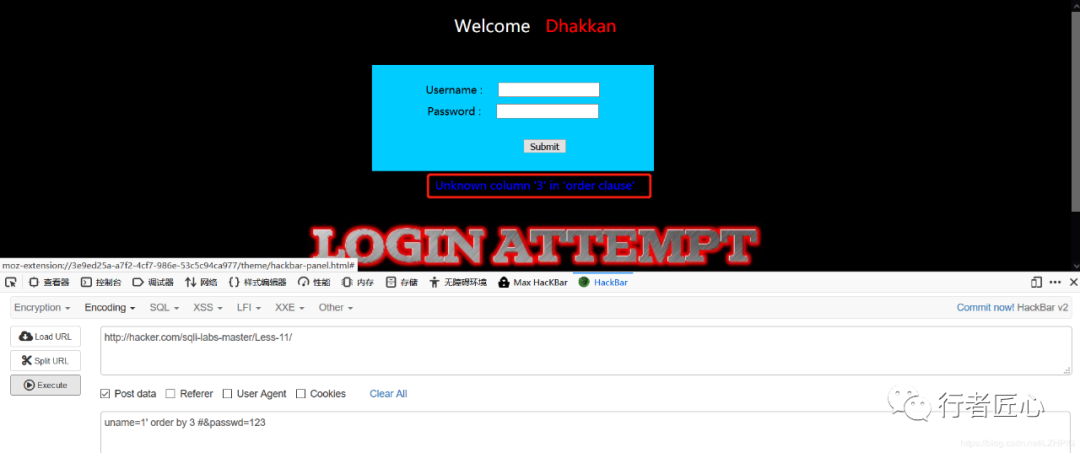 Welcome Dhakkan
Username :
Password :
Submit
Unknown column '3' in 'order clause'
LOGIN ATTEMPT
moz-extension://3e9ed25a-a7f2-4cf7-986e-53c5c94ca977/theme/hackbar-panel.html#
查看器 控制台 调试器 网络 {} 样式编辑器 性能 内存 存储 无障碍环境 Max HacKBar HackBar
Encryption Encoding SQL XSS LFI XXE Other Commit now! HackBar v2
Load URL
http://hacker.com/sqli-labs-master/Less-11/
Split URL
Execute
Post data Referer User Agent Cookies Clear All
行者匠心
uname=1' order by 3 #&passwd=123